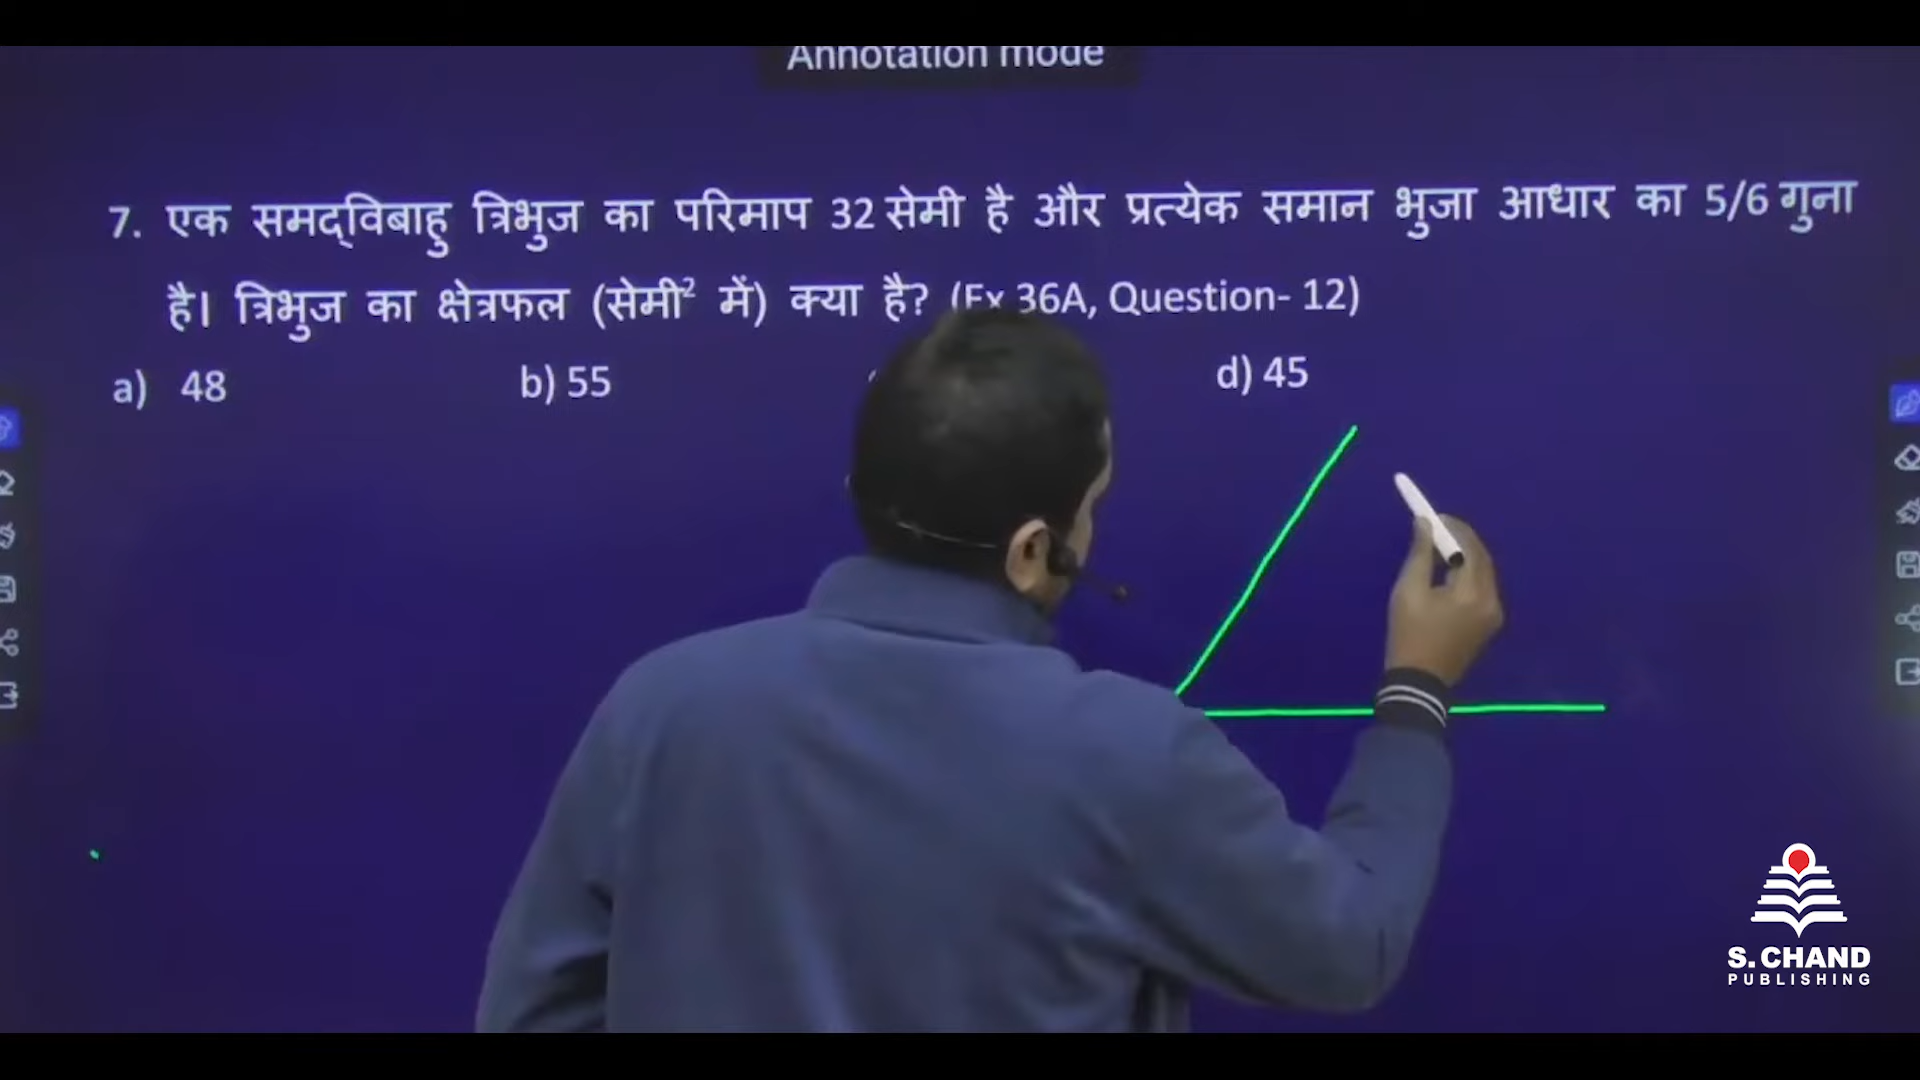 Annotation mode
7. एक समद्विबाहु त्रिभुज का परिमाप 32 सेमी है और प्रत्येक समान भुजा आधार का 5/6 गुना
है। त्रिभुज का क्षेत्रफल (सेमी² में) क्या है? (Ex 36A, Question- 12)
a) 48 b) 55 d) 45
S. CHAND
PUBLISHING